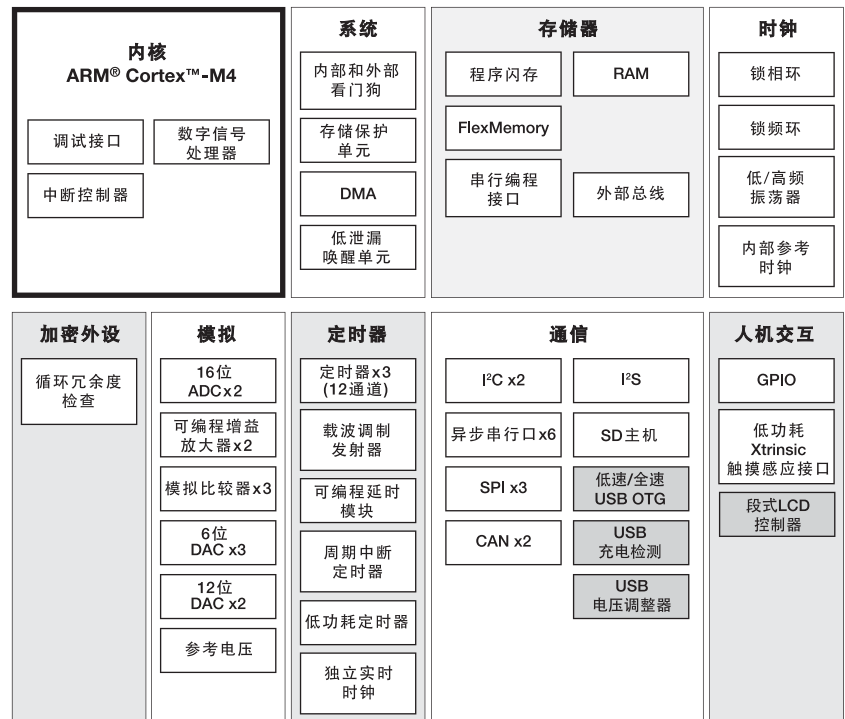 内核
ARM® Cortex™-M4
调试接口
数字信号
处理器
中断控制器
系统
内部和外部
看门狗
存储保护
单元
DMA
低泄漏
唤醒单元
存储器
程序闪存
RAM
FlexMemory
串行编程
接口
外部总线
时钟
锁相环
锁频环
低/高频
振荡器
内部参考
时钟
加密外设
循环冗余度
检查
模拟
16位
ADCx2
可编程增益
放大器x2
模拟比较器x3
6位
DAC x3
12位
DAC x2
参考电压
定时器
定时器x3
(12通道)
载波调制
发射器
可编程延时
模块
周期中断
定时器
低功耗定时器
独立实时
时钟
通信
I²C x2
I²S
异步串行口x6
SD主机
SPI x3
低速/全速
USB OTG
CAN x2
USB
充电检测
USB
电压调整器
人机交互
GPIO
低功耗
Xtrinsic
触摸感应接口
段式LCD
控制器